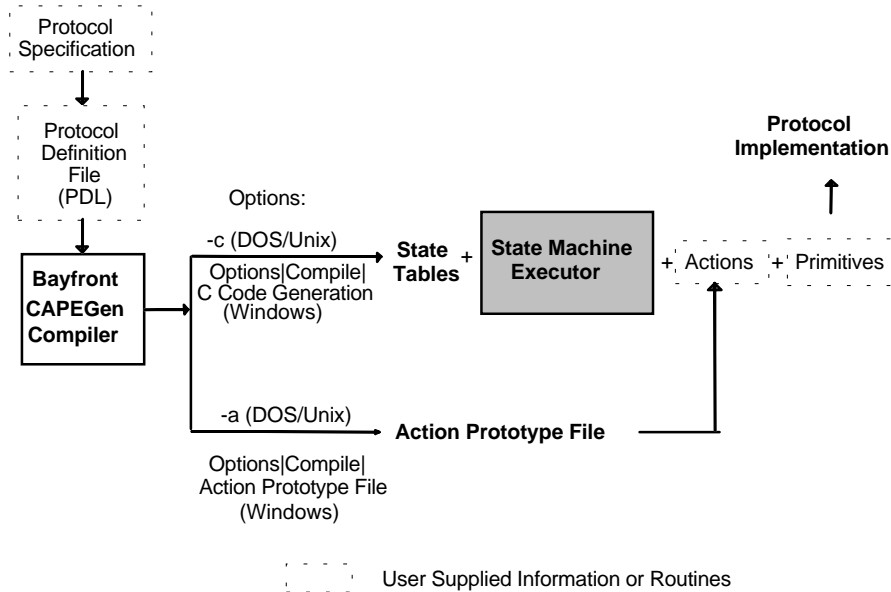 Protocol
Specification
Protocol
Definition
File
(PDL)
Bayfront
CAPEGen
Compiler
Options:
-c (DOS/Unix)
Options|Compile|
C Code Generation
(Windows)
State
Tables
+
State Machine
Executor
+
Actions
+
Primitives
Protocol
Implementation
-a (DOS/Unix)
Options|Compile|
Action Prototype File
(Windows)
Action Prototype File
User Supplied Information or Routines